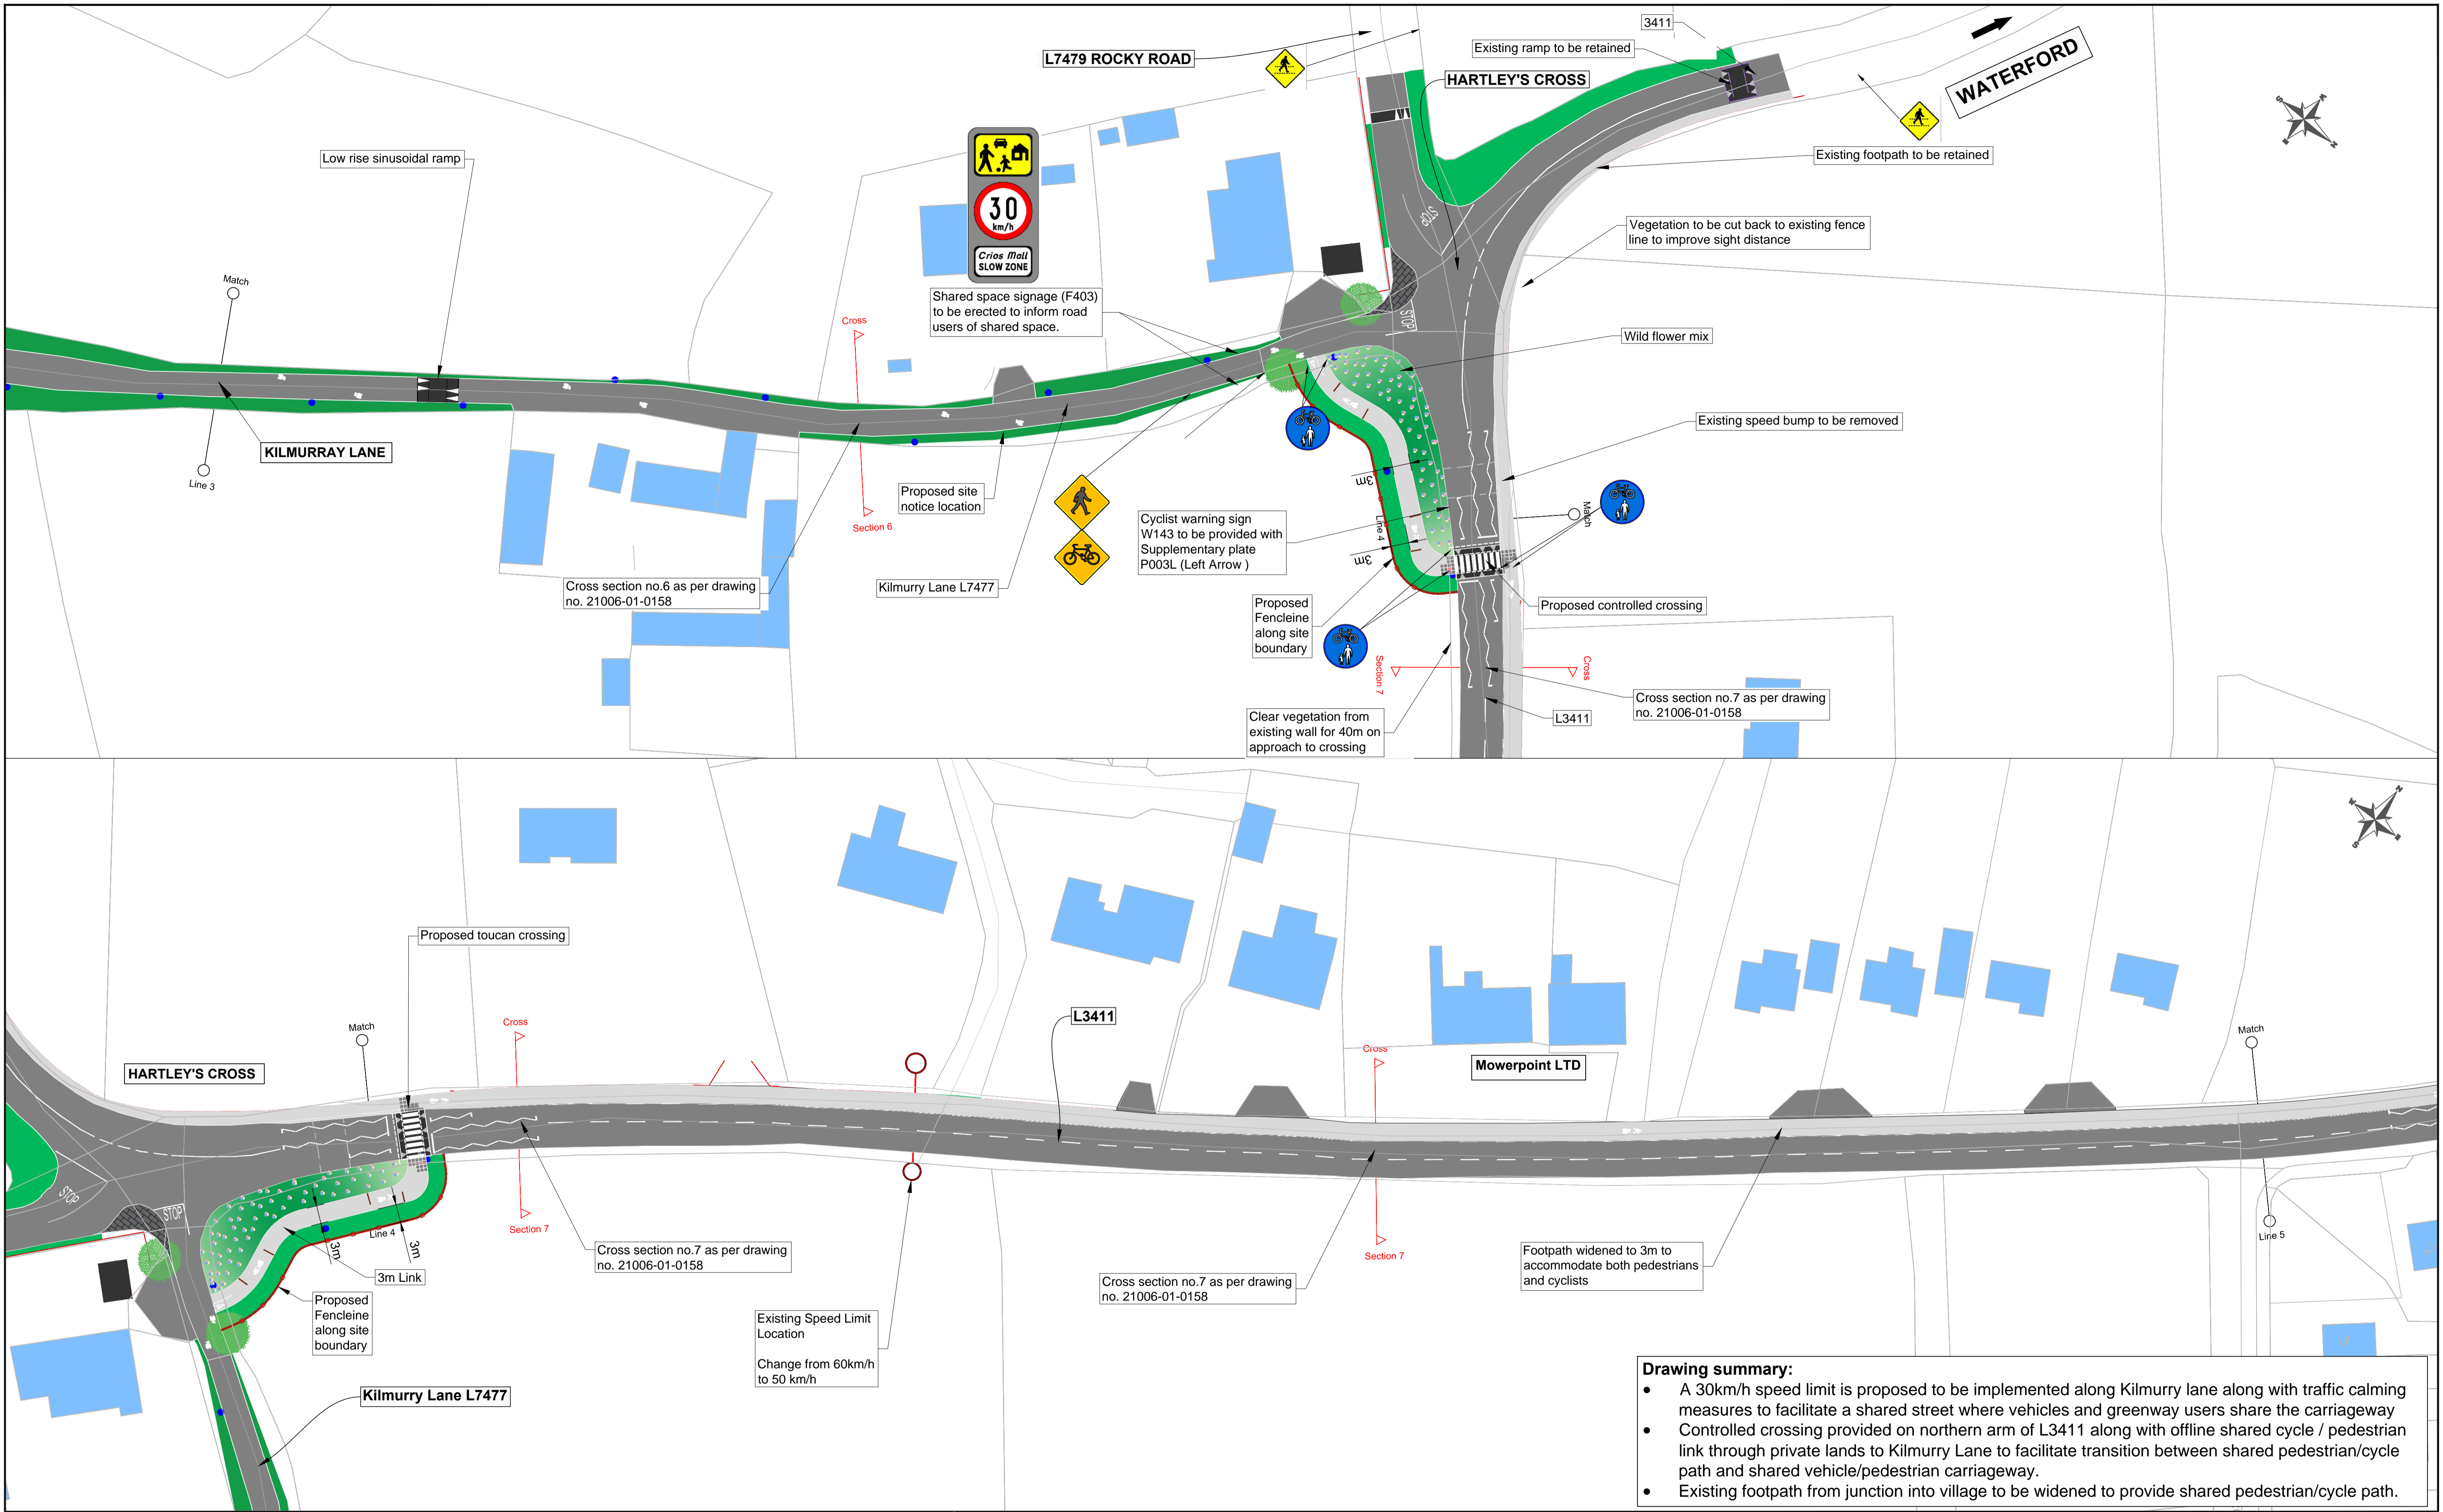 3411
Existing ramp to be retained
L7479 ROCKY ROAD
HARTLEY'S CROSS
WATERFORD
Existing footpath to be retained
Low rise sinusoidal ramp
30
km/h
Crios Mall
SLOW ZONE
Shared space signage (F403)
to be erected to inform road
users of shared space.
Vegetation to be cut back to existing fence
line to improve sight distance
STOP
STOP
Match
Cross
Wild flower mix
KILMURRAY LANE
Line 3
Existing speed bump to be removed
Proposed site
notice location
Section 6
3m
Line 4
3m
Match
Cyclist warning sign
W143 to be provided with
Supplementary plate
P003L (Left Arrow )
Cross section no.6 as per drawing
no. 21006-01-0158
Kilmurry Lane L7477
Proposed
Fencleine
along site
boundary
Proposed controlled crossing
Section 7
Cross
Cross section no.7 as per drawing
no. 21006-01-0158
L3411
Clear vegetation from
existing wall for 40m on
approach to crossing
N
E
S
W
N
E
S
W
Proposed toucan crossing
L3411
Match
Cross
HARTLEY'S CROSS
Cross
Mowerpoint LTD
Match
STOP
STOP
Line 4
3m
3m
Section 7
3m Link
Cross section no.7 as per drawing
no. 21006-01-0158
Proposed
Fencleine
along site
boundary
Existing Speed Limit
Location
Change from 60km/h
to 50 km/h
Cross section no.7 as per drawing
no. 21006-01-0158
Section 7
Footpath widened to 3m to
accommodate both pedestrians
and cyclists
Line 5
Kilmurry Lane L7477
Drawing summary:
• A 30km/h speed limit is proposed to be implemented along Kilmurry lane along with traffic calming
measures to facilitate a shared street where vehicles and greenway users share the carriageway
• Controlled crossing provided on northern arm of L3411 along with offline shared cycle / pedestrian
link through private lands to Kilmurry Lane to facilitate transition between shared pedestrian/cycle
path and shared vehicle/pedestrian carriageway.
• Existing footpath from junction into village to be widened to provide shared pedestrian/cycle path.